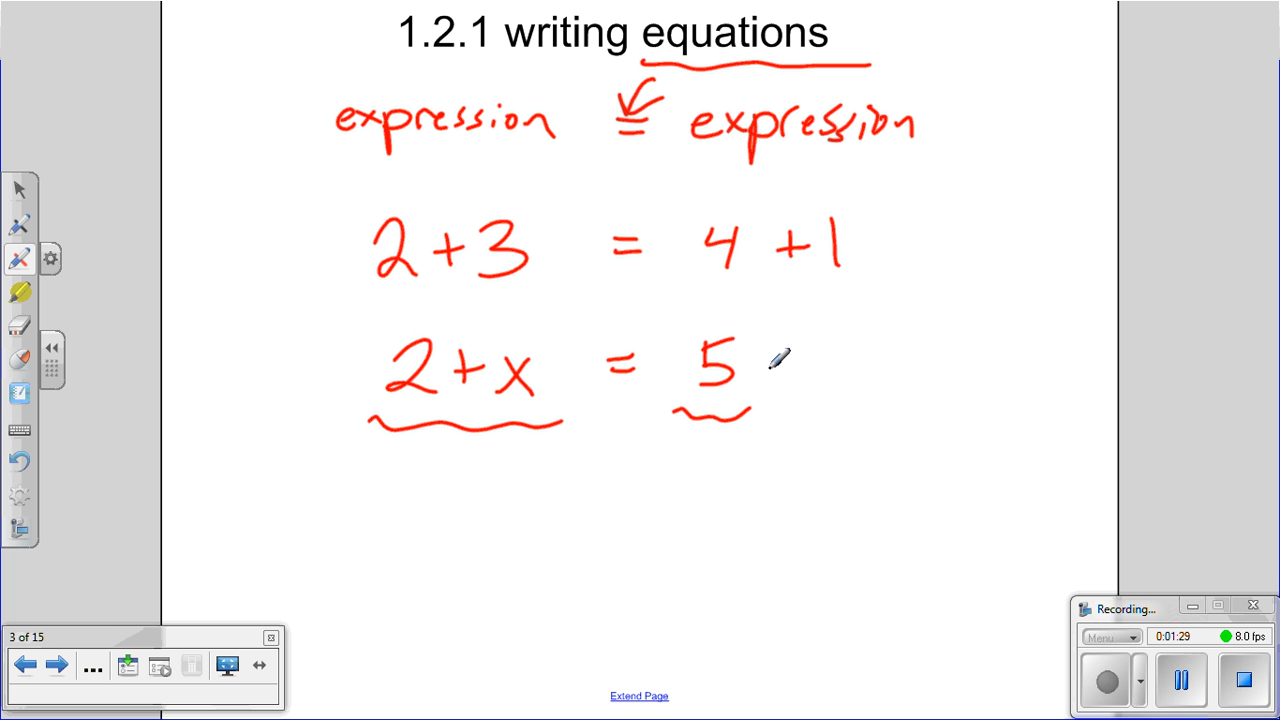 1.2.1 writing equations
expression = expression
2+3 = 4 +1
2+x = 5
3 of 15
...
Extend Page
Recording...
Menu
0:01:29
8.0 fps